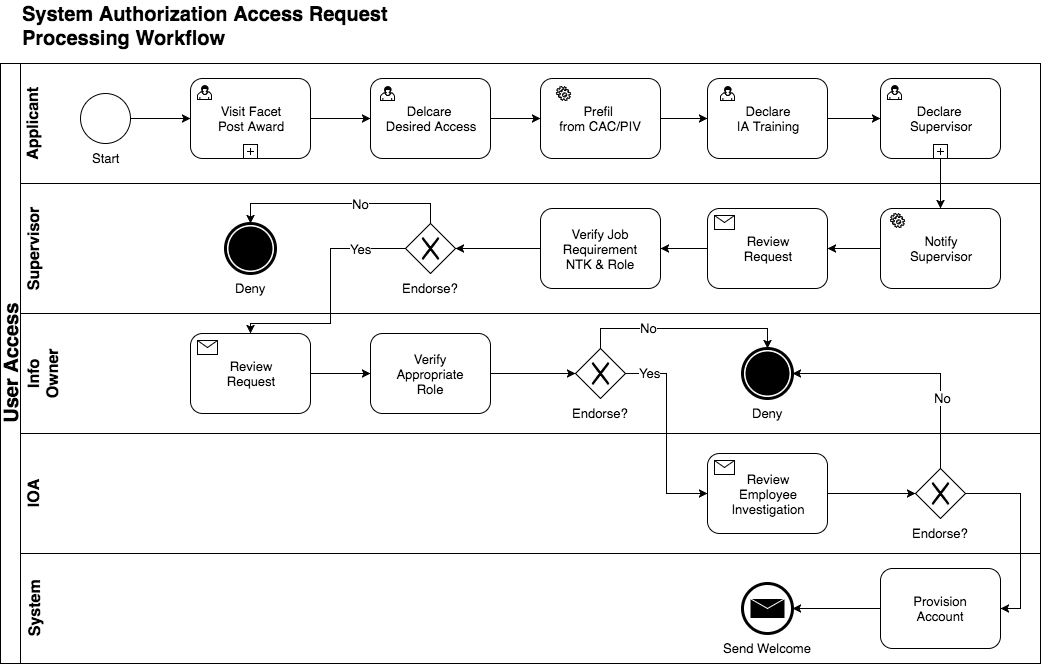 System Authorization Access Request
Processing Workflow
User Access
Applicant
Start
Visit Facet
Post Award
Delcare
Desired Access
Prefil
from CAC/PIV
Declare
IA Training
Declare
Supervisor
Supervisor
No
Yes
Deny
Endorse?
Verify Job
Requirement
NTK & Role
Review
Request
Notify
Supervisor
Info
Owner
Review
Request
Verify
Appropriate
Role
No
Yes
Endorse?
Deny
No
IOA
Review
Employee
Investigation
Endorse?
System
Send Welcome
Provision
Account